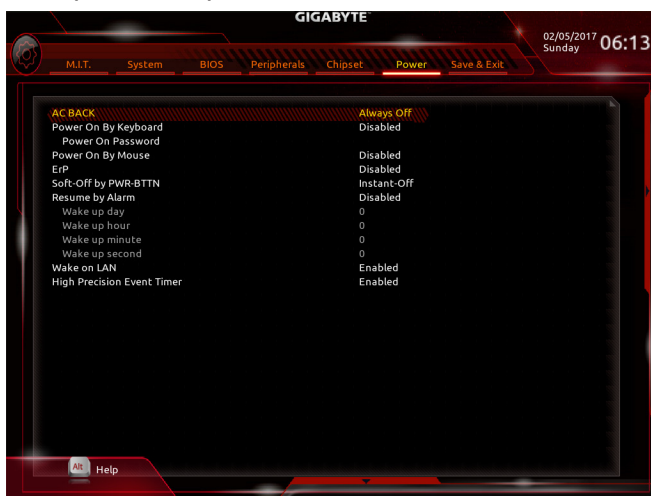 GIGABYTE™
02/05/2017 06:13
Sunday
M.I.T. System BIOS Peripherals Chipset Power Save & Exit
AC BACK Always Off
Power On By Keyboard Disabled
Power On Password
Power On By Mouse Disabled
ErP Disabled
Soft-Off by PWR-BTTN Instant-Off
Resume by Alarm Disabled
Wake up day 0
Wake up hour 0
Wake up minute 0
Wake up second 0
Wake on LAN Enabled
High Precision Event Timer Enabled
Alt Help